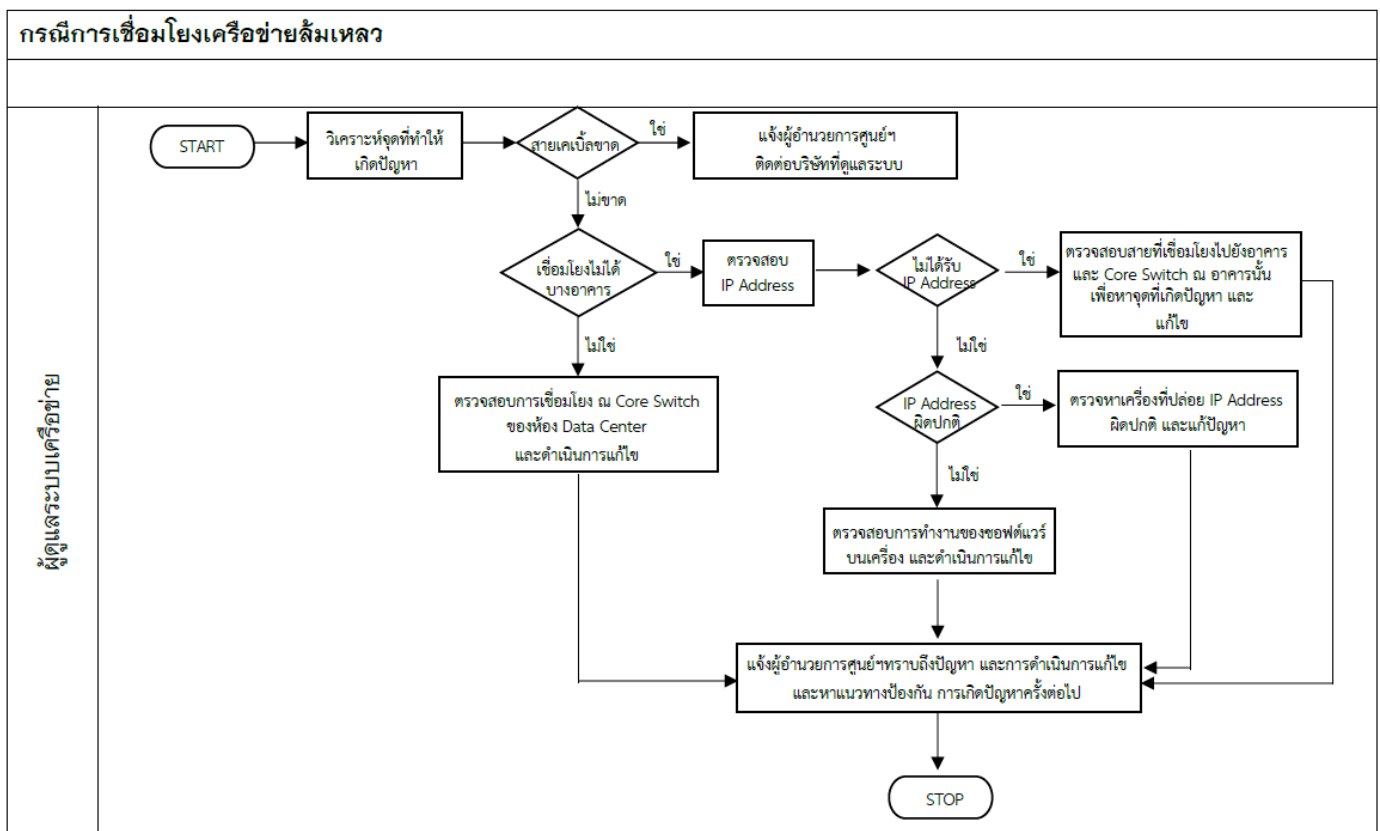 กรณีการเชื่อมโยงเครือข่ายล้มเหลว
ผู้ดูแลระบบเครือข่าย
START
วิเคราะห์จุดที่ทำให้
เกิดปัญหา
สายเคเบิ้ลขาด
ใช่
แจ้งผู้อำนวยการศูนย์ฯ
ติดต่อบริษัทที่ดูแลระบบ
ไม่ขาด
เชื่อมโยงไม่ได้
บางอาคาร
ใช่
ตรวจสอบ
IP Address
ไม่ได้รับ
IP Address
ใช่
ตรวจสอบสายที่เชื่อมโยงไปยังอาคาร
และ Core Switch ณ อาคารนั้น
เพื่อหาจุดที่เกิดปัญหา และ
แก้ไข
ไม่ใช่
ไม่ใช่
ตรวจสอบการเชื่อมโยง ณ Core Switch
ของห้อง Data Center
และดำเนินการแก้ไข
IP Address
ผิดปกติ
ใช่
ตรวจหาเครื่องที่ปล่อย IP Address
ผิดปกติ และแก้ปัญหา
ไม่ใช่
ตรวจสอบการทำงานของซอฟต์แวร์
บนเครื่อง และดำเนินการแก้ไข
แจ้งผู้อำนวยการศูนย์ฯทราบถึงปัญหา และการดำเนินการแก้ไข
และหาแนวทางป้องกัน การเกิดปัญหาครั้งต่อไป
STOP